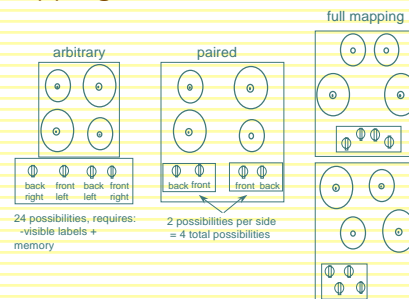 full mapping
arbitrary
paired
back front back front
right left left right
back front
front back
24 possibilities, requires:
-visible labels +
memory
2 possibilities per side
= 4 total possibilities